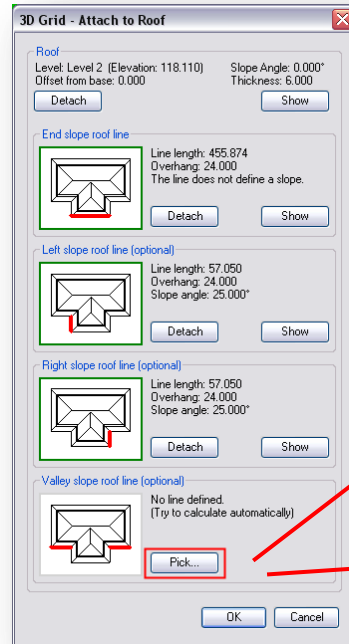 3D Grid - Attach to Roof
Roof
Level: Level 2 (Elevation: 118.110) Slope Angle: 0.000°
Offset from base: 0.000 Thickness: 6.000
Detach Show
End slope roof line
Line length: 455.874
Overhang: 24.000
The line does not define a slope.
Detach Show
Left slope roof line (optional)
Line length: 57.050
Overhang: 24.000
Slope angle: 25.000°
Detach Show
Right slope roof line (optional)
Line length: 57.050
Overhang: 24.000
Slope angle: 25.000°
Detach Show
Valley slope roof line (optional)
No line defined.
(Try to calculate automatically)
Pick...
OK Cancel